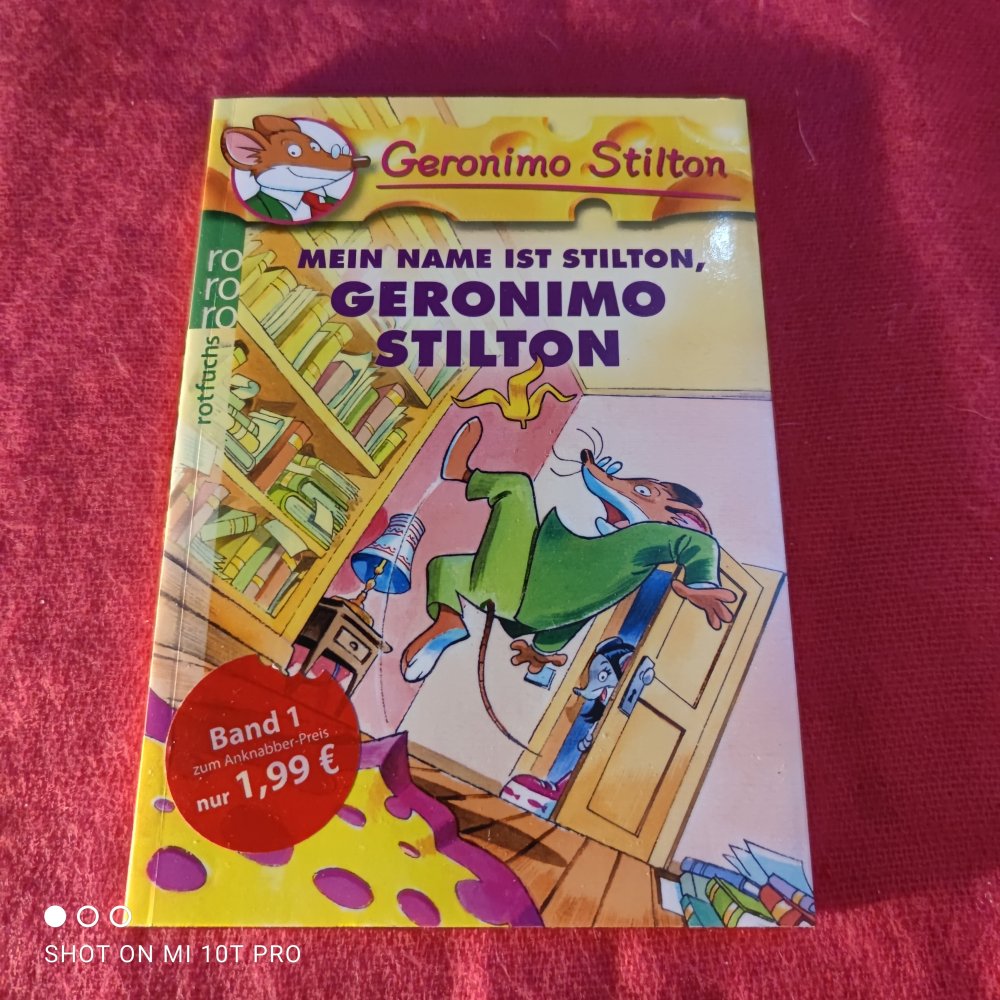 Geronimo Stilton
ro
ro
ro
rotfuchs
MEIN NAME IST STILTON,
GERONIMO
STILTON
Band 1
zum Anknabber-Preis
nur 1,99 €
SHOT ON MI 10T PRO